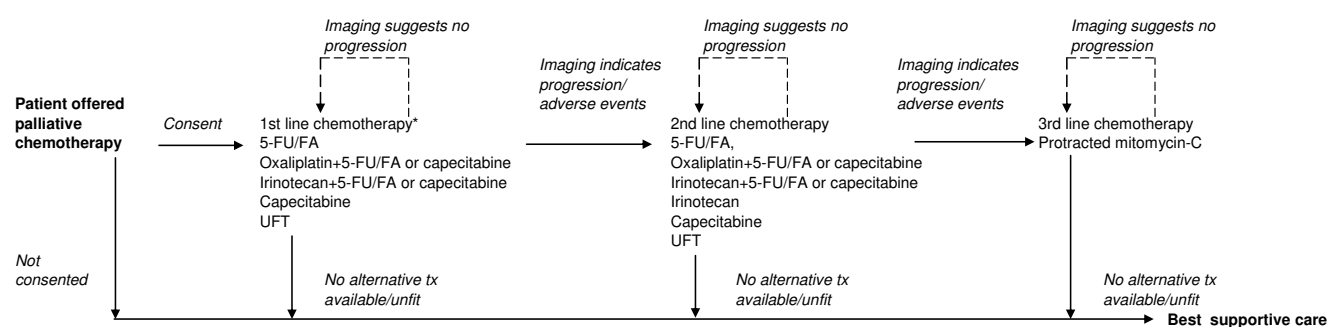 Patient offered
palliative
chemotherapy
Consent
Not
consented
Imaging suggests no
progression
1st line chemotherapy*
5-FU/FA
Oxaliplatin+5-FU/FA or capecitabine
Irinotecan+5-FU/FA or capecitabine
Capecitabine
UFT
No alternative tx
available/unfit
Imaging indicates
progression/
adverse events
Imaging suggests no
progression
2nd line chemotherapy
5-FU/FA,
Oxaliplatin+5-FU/FA or capecitabine
Irinotecan+5-FU/FA or capecitabine
Irinotecan
Capecitabine
UFT
No alternative tx
available/unfit
Imaging indicates
progression/
adverse events
Imaging suggests no
progression
3rd line chemotherapy
Protracted mitomycin-C
No alternative tx
available/unfit
Best supportive care